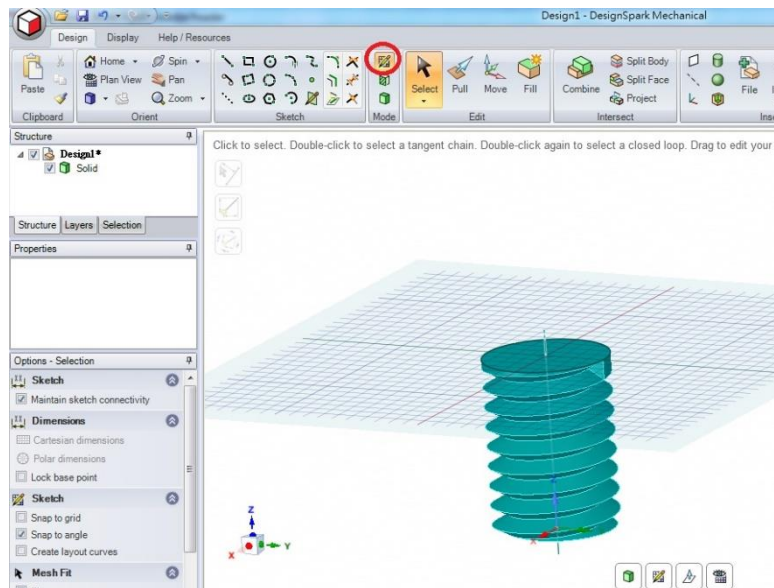 Design1 - DesignSpark Mechanical
Design Display Help / Resources
Paste
Home
Plan View
Spin
Pan
Zoom
Select
Pull
Move
Fill
Combine
Split Body
Split Face
Project
File
Clipboard Orient Sketch Mode Edit Intersect Inse
Structure
Design1*
Solid
Structure Layers Selection
Properties
Options - Selection
Sketch
Maintain sketch connectivity
Dimensions
Cartesian dimensions
Polar dimensions
Lock base point
Sketch
Snap to grid
Snap to angle
Create layout curves
Mesh Fit
Click to select. Double-click to select a tangent chain. Double-click again to select a closed loop. Drag to edit your
Z
X
Z
Y
X